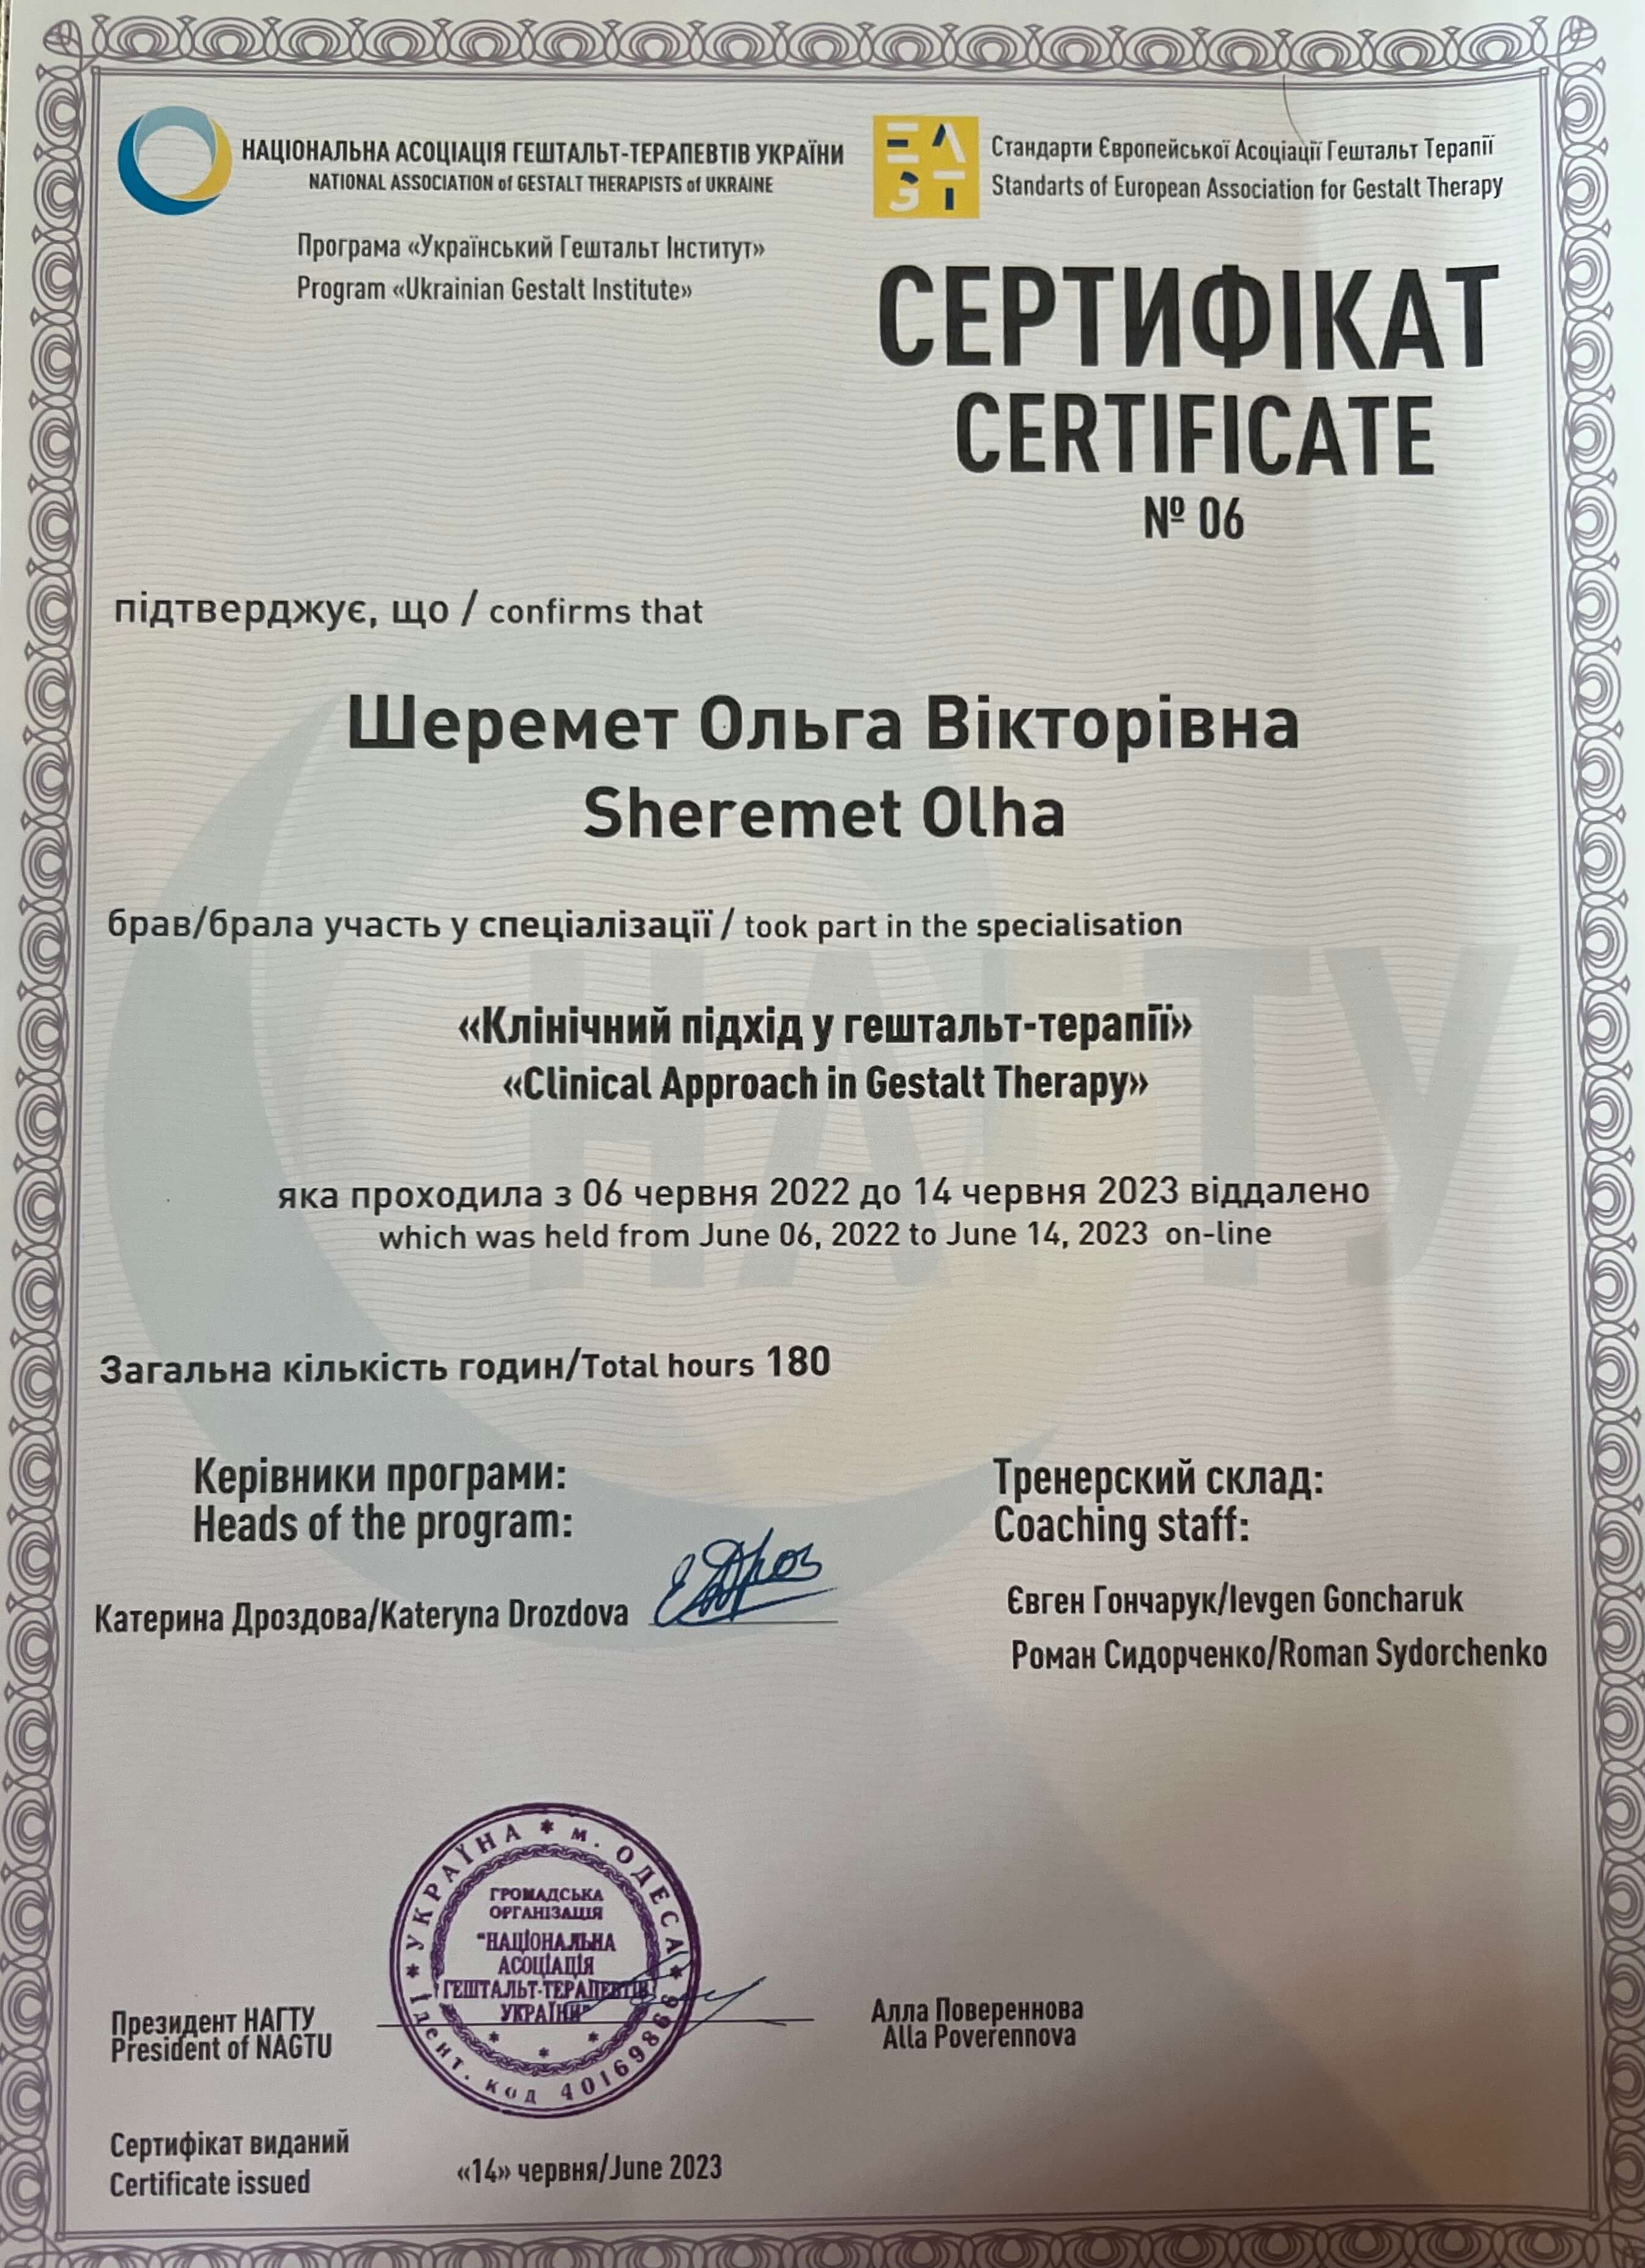 НАЦІОНАЛЬНА АСОЦІАЦІЯ ГЕШТАЛЬТ-ТЕРАПЕВТІВ УКРАЇНИ
NATIONAL ASSOCIATION of GESTALT THERAPISTS of UKRAINE
Програма «Український Гештальт Інститут»
Program «Ukrainian Gestalt Institute»
EAGT
Стандарти Європейської Асоціації Гештальт Терапії
Standarts of European Association for Gestalt Therapy
СЕРТИФІКАТ
CERTIFICATE
№ 06
підтверджує, що / confirms that
Шеремет Ольга Вікторівна
Sheremet Olha
брав/брала участь у спеціалізації / took part in the specialisation
«Клінічний підхід у гештальт-терапії»
«Clinical Approach in Gestalt Therapy»
НАГТУ
яка проходила з 06 червня 2022 до 14 червня 2023 віддалено
which was held from June 06, 2022 to June 14, 2023 on-line
Загальна кількість годин/Total hours 180
Керівники програми:
Heads of the program:
Катерина Дроздова/Kateryna Drozdova
Тренерский склад:
Coaching staff:
Євген Гончарук/Ievgen Goncharuk
Роман Сидорченко/Roman Sydorchenko
УКРАЇНА * м. ОДЕСА *
Ідент. код 40169866
ГРОМАДСЬКА
ОРГАНІЗАЦІЯ
"НАЦІОНАЛЬНА
АСОЦІАЦІЯ
ГЕШТАЛЬТ-ТЕРАПЕВТІВ
УКРАЇНИ"
Президент НАГТУ
President of NAGTU
Алла Повереннова
Alla Poverennova
Сертифікат виданий
Certificate issued
«14» червня/June 2023